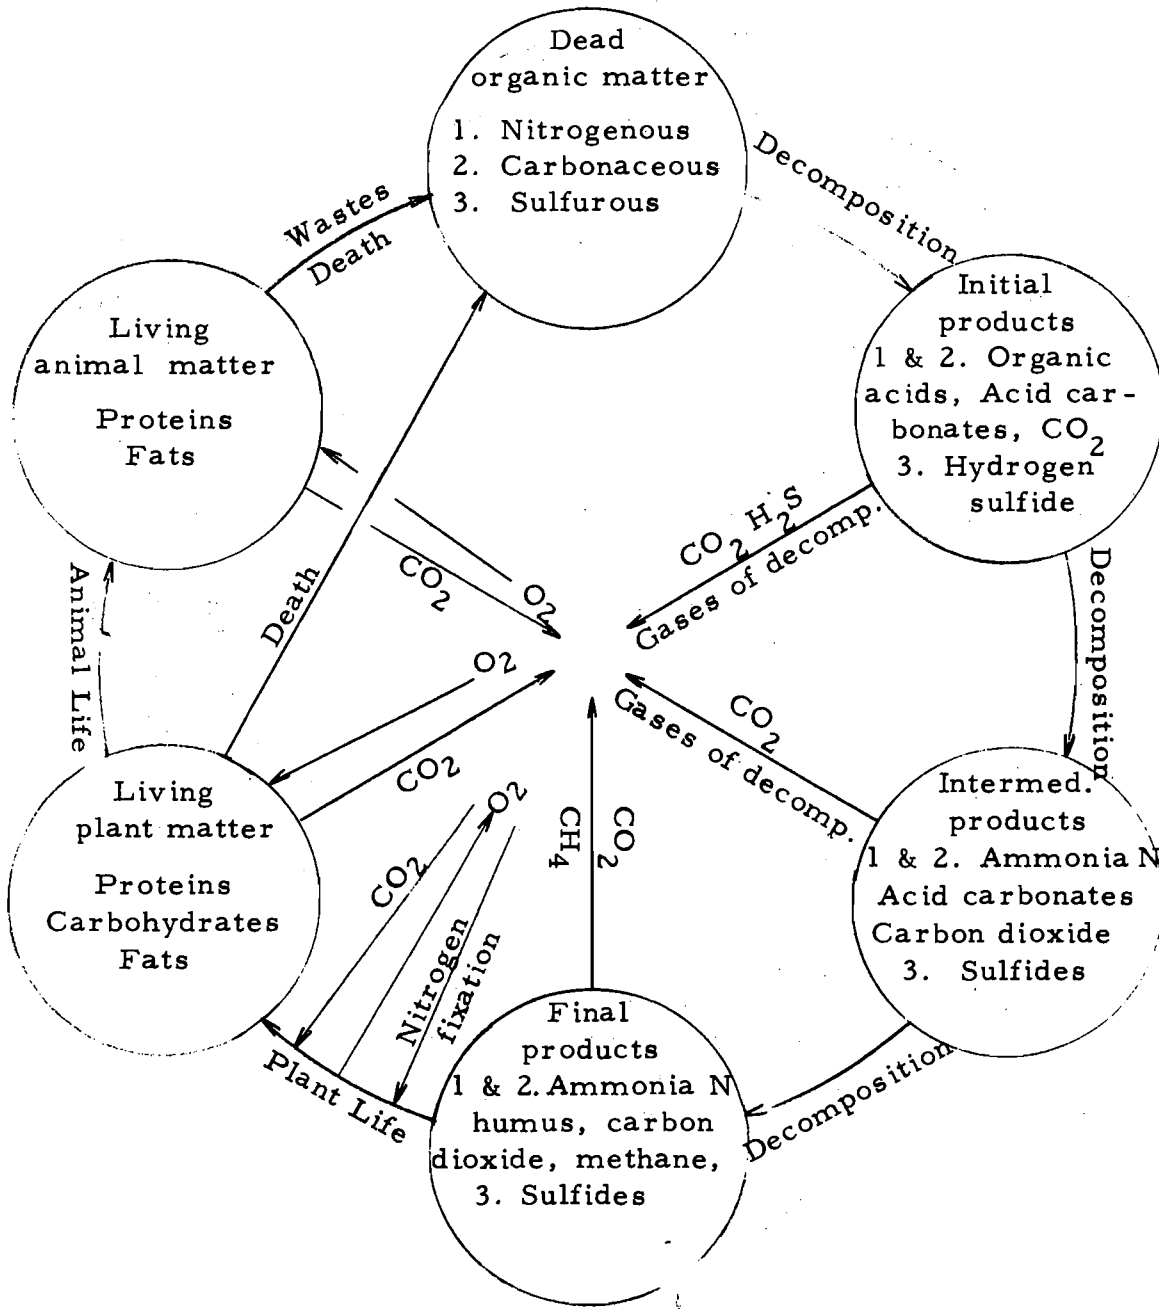 Dead
organic matter
1. Nitrogenous
2. Carbonaceous
3. Sulfurous
Decomposition
Initial
products
1 & 2. Organic
acids, Acid car-
bonates, CO2
3. Hydrogen
sulfide
Decomposition
Intermed.
products
1 & 2. Ammonia N
Acid carbonates
Carbon dioxide
3. Sulfides
Decomposition
Final
products
1 & 2. Ammonia N
humus, carbon
dioxide, methane,
3. Sulfides
Plant Life
Living
plant matter
Proteins
Carbohydrates
Fats
Animal Life
Living
animal matter
Proteins
Fats
Wastes
Death
Death
CO2
O2
O2
CO2
CO2
O2
Nitrogen
fixation
CO2
CH4
CO2 H2S
Gases of decomp.
CO2
Gases of decomp.